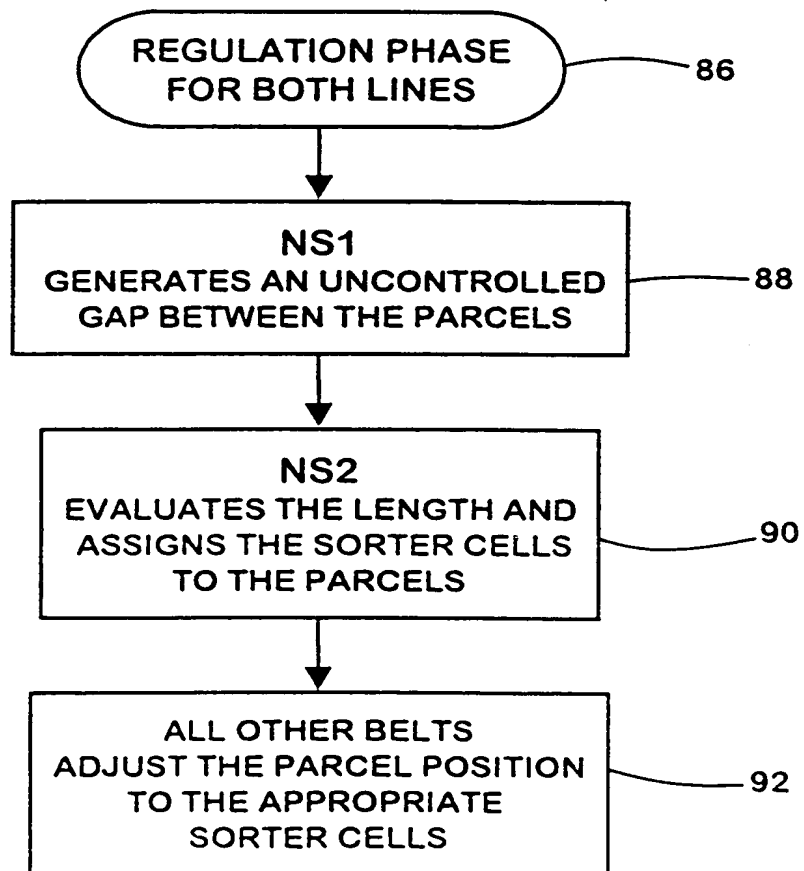 REGULATION PHASE
FOR BOTH LINES
86
NS1
GENERATES AN UNCONTROLLED
GAP BETWEEN THE PARCELS
88
NS2
EVALUATES THE LENGTH AND
ASSIGNS THE SORTER CELLS
TO THE PARCELS
90
ALL OTHER BELTS
ADJUST THE PARCEL POSITION
TO THE APPROPRIATE
SORTER CELLS
92